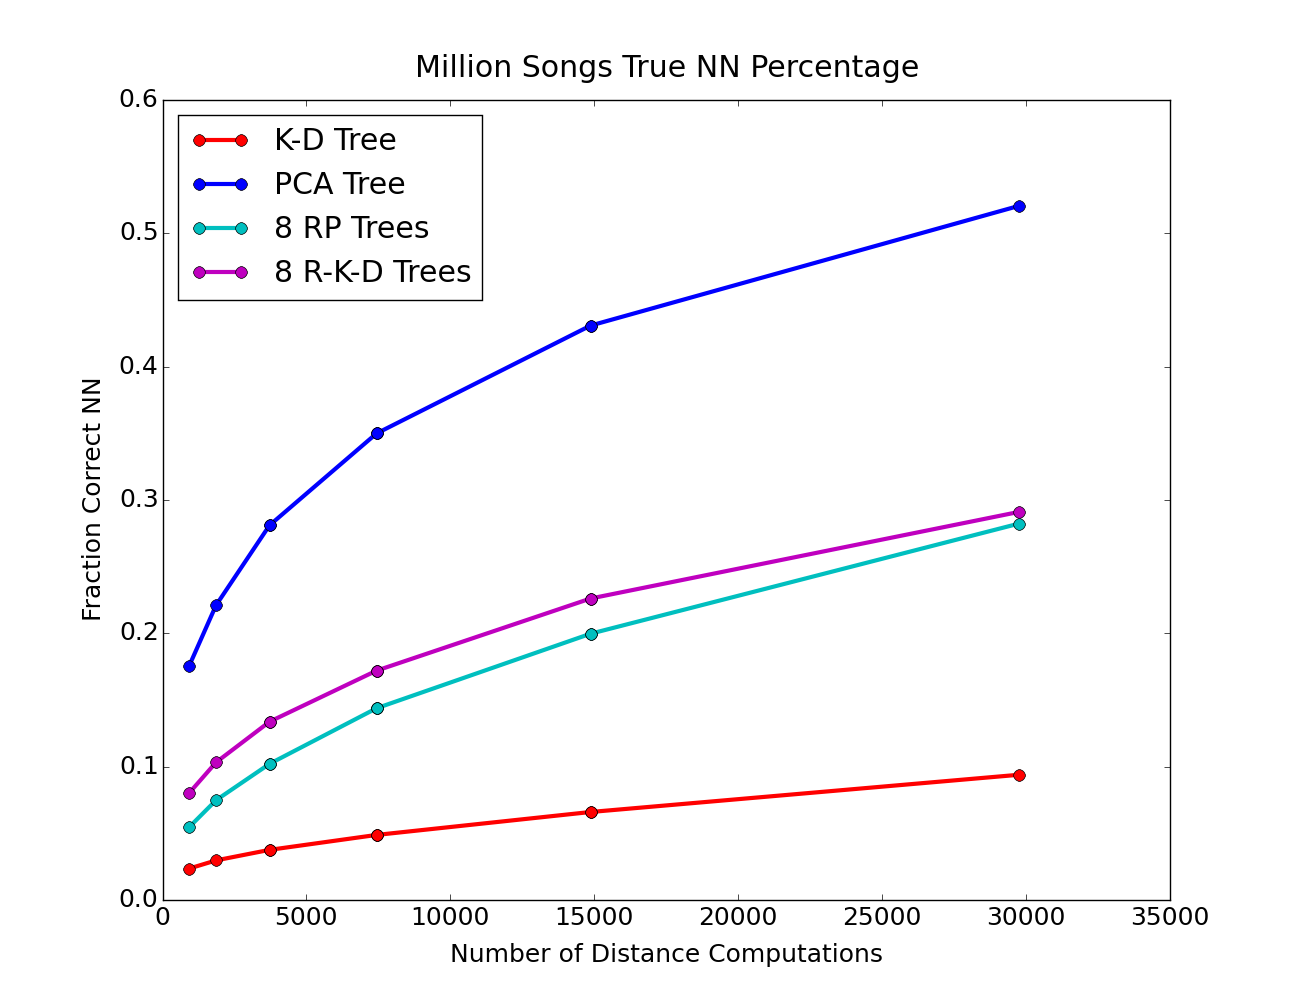 Million Songs True NN Percentage
0.6
0.5
0.4
0.3
0.2
0.1
0.0
Fraction Correct NN
K-D Tree
PCA Tree
8 RP Trees
8 R-K-D Trees
0 5000 10000 15000 20000 25000 30000 35000
Number of Distance Computations